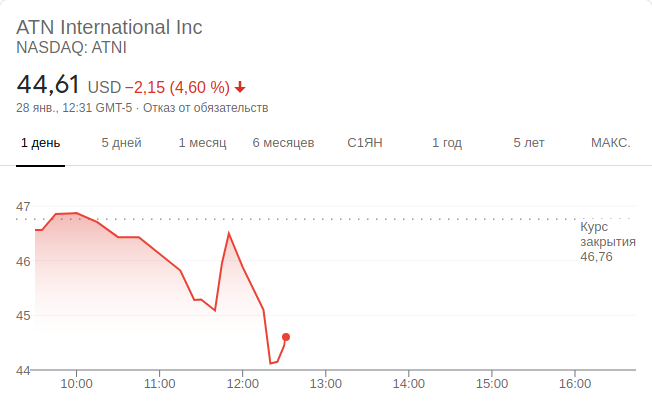 ATN International Inc
NASDAQ: ATNI
44,61 USD −2,15 (4,60 %)
28 янв., 12:31 GMT-5 · Отказ от обязательств
1 день 5 дней 1 месяц 6 месяцев С1ЯН 1 год 5 лет МАКС.
47
Курс
закрытия
46,76
46
45
44
10:00 11:00 12:00 13:00 14:00 15:00 16:00